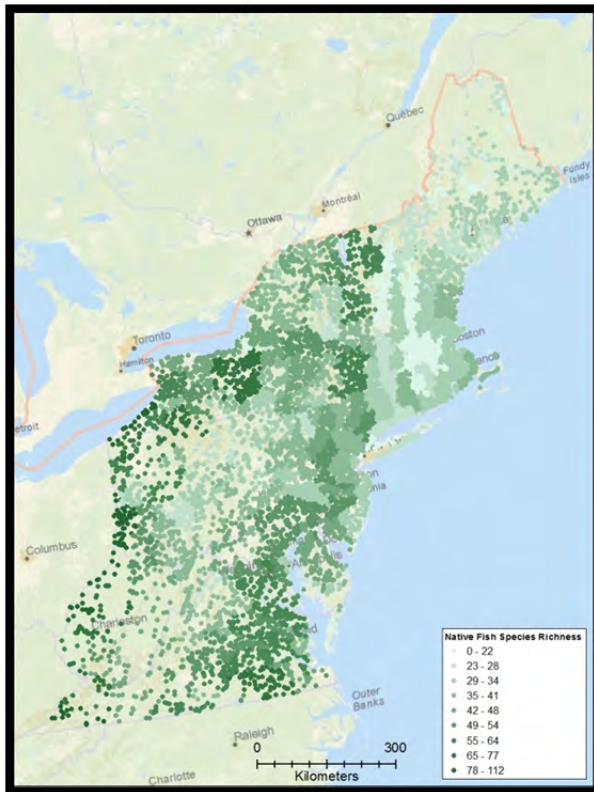 Québec
Fundy
Isles
Montréal
Ottawa
Toronto
Hamilton
Columbus
Charleston
Outer
Banks
Raleigh
Charlotte
0 300
Kilometers
Native Fish Species Richness
0 - 22
23 - 28
29 - 34
35 - 41
42 - 48
49 - 54
55 - 64
65 - 77
78 - 112